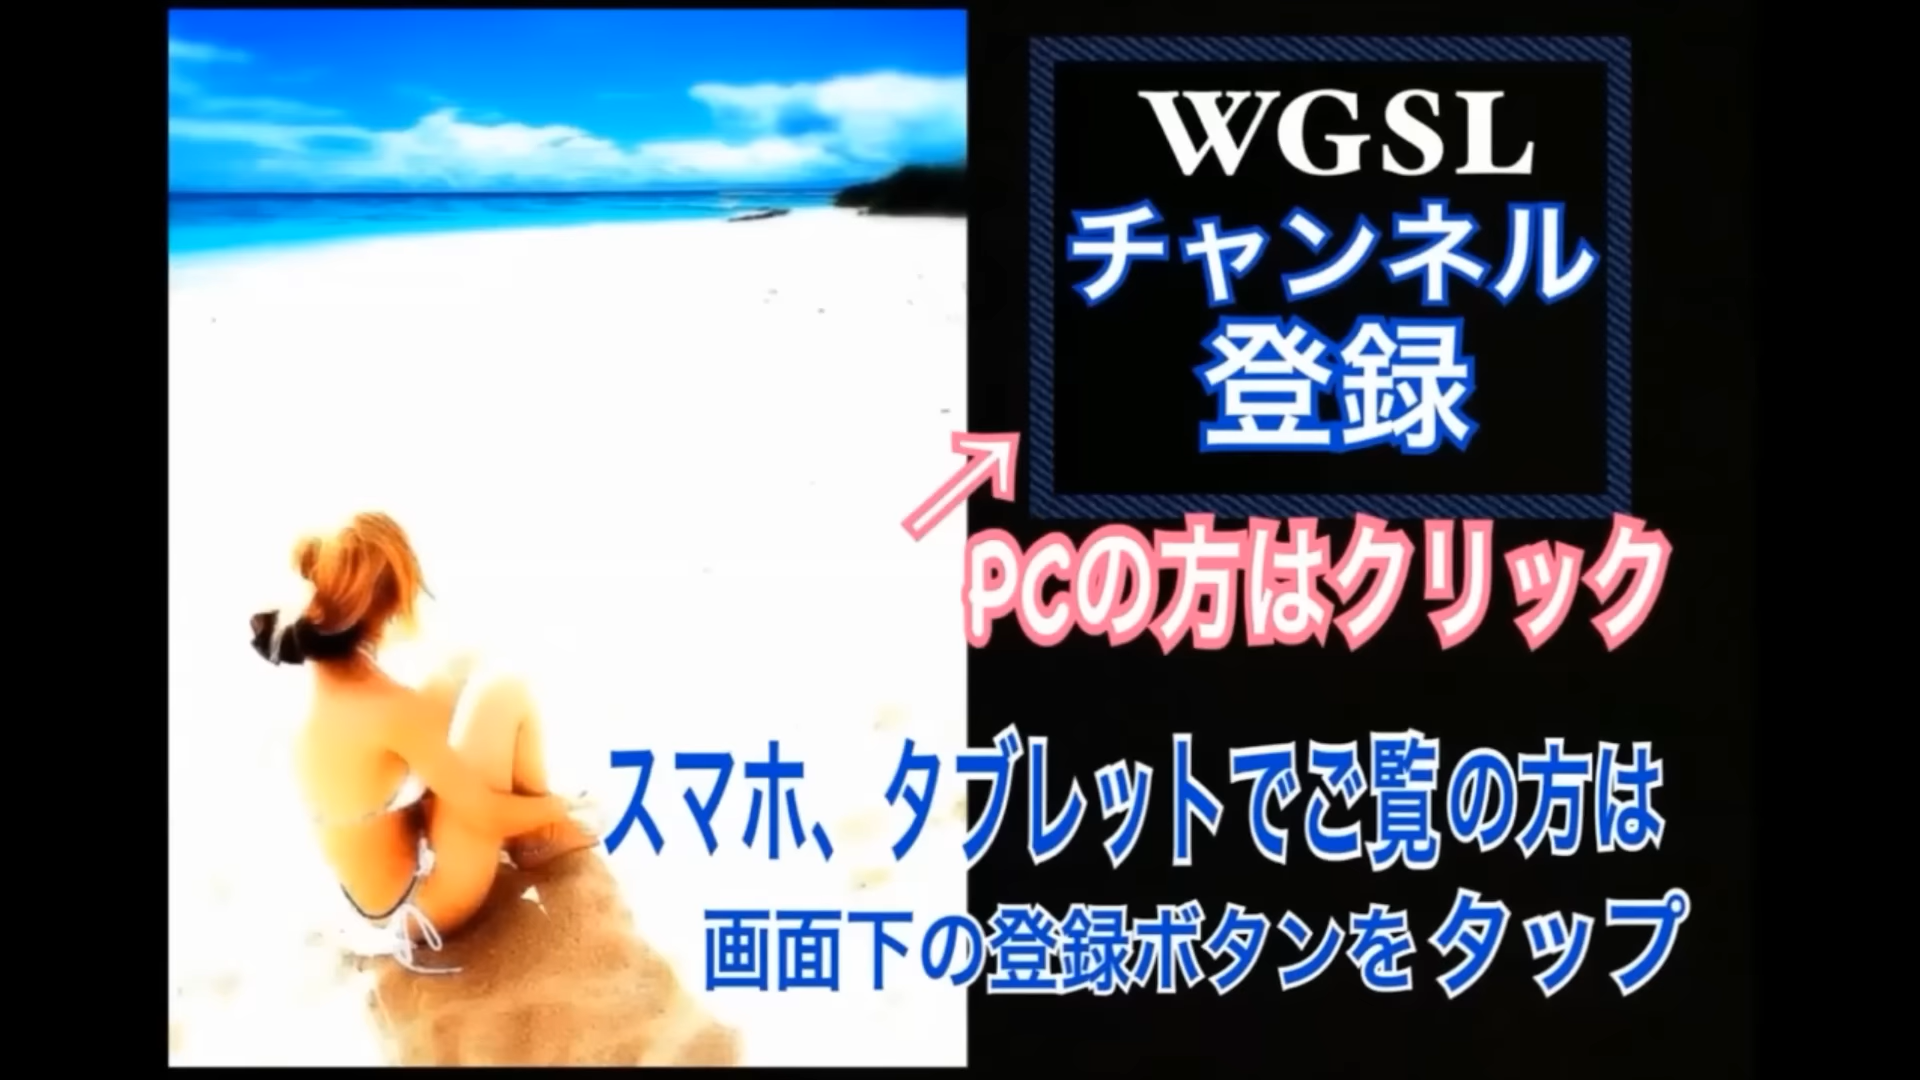 WGSL
チャンネル
登録
PCの方はクリック
スマホ、タブレットでご覧の方は
画面下の登録ボタンをタップ